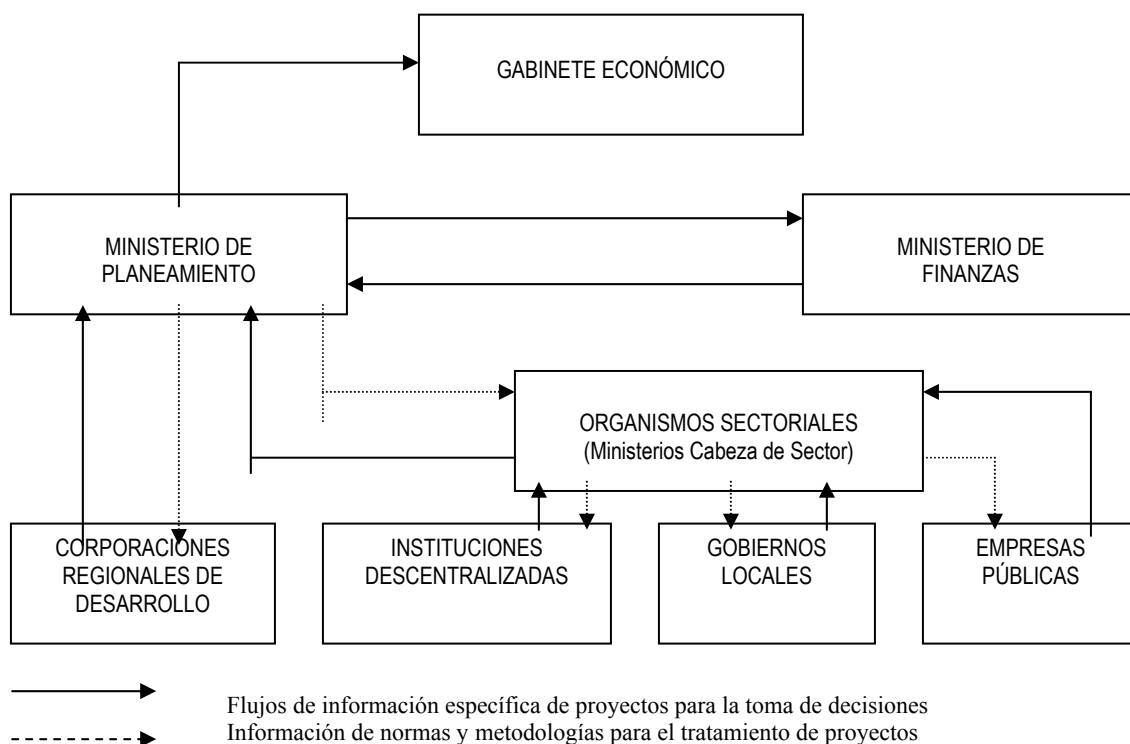 GABINETE ECONÓMICO
MINISTERIO DE
PLANEAMIENTO
MINISTERIO DE
FINANZAS
ORGANISMOS SECTORIALES
(Ministerios Cabeza de Sector)
CORPORACIONES
REGIONALES DE
DESARROLLO
INSTITUCIONES
DESCENTRALIZADAS
GOBIERNOS
LOCALES
EMPRESAS
PÚBLICAS
Flujos de información específica de proyectos para la toma de decisiones
Información de normas y metodologías para el tratamiento de proyectos